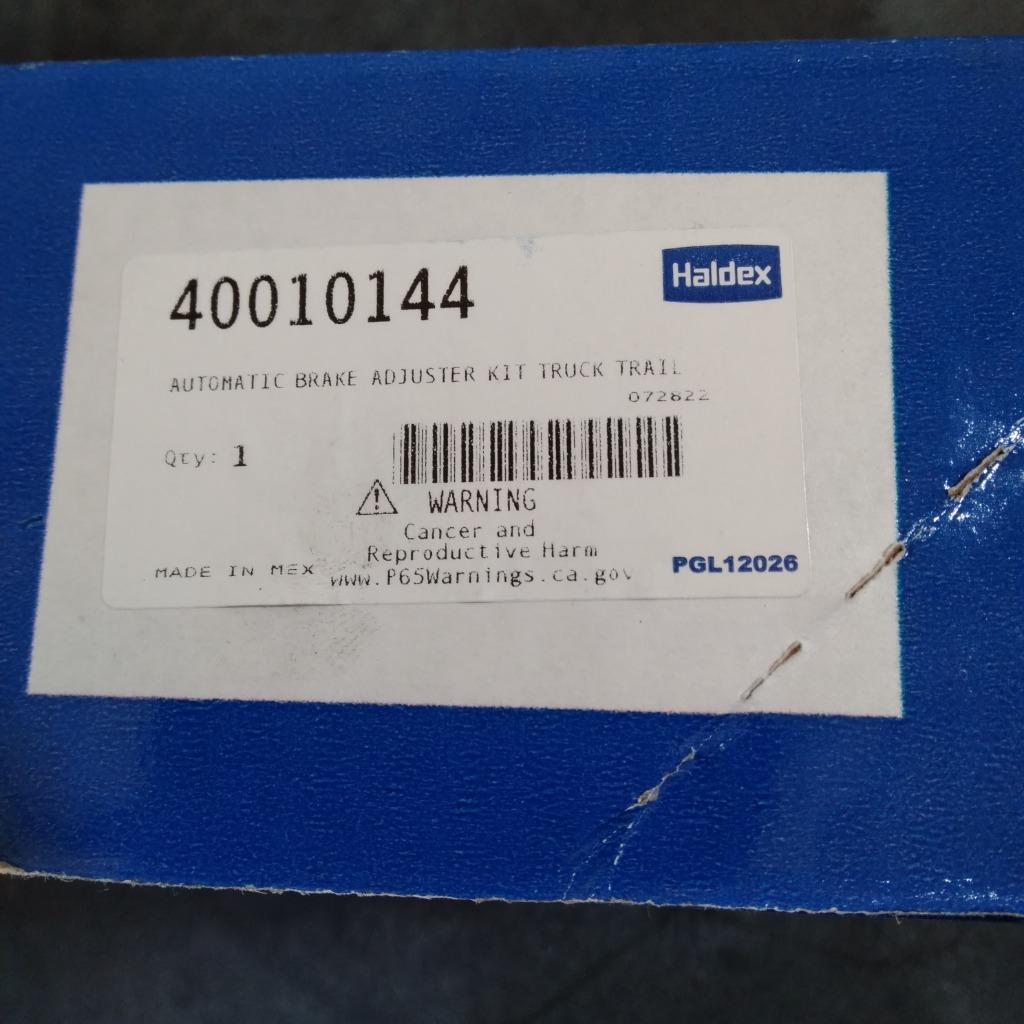 40010144
Haldex
AUTOMATIC BRAKE ADJUSTER KIT TRUCK TRAIL
072822
Qty: 1
WARNING
Cancer and
Reproductive Harm
MADE IN MEX
www.P65Warnings.ca.gov
PGL12026